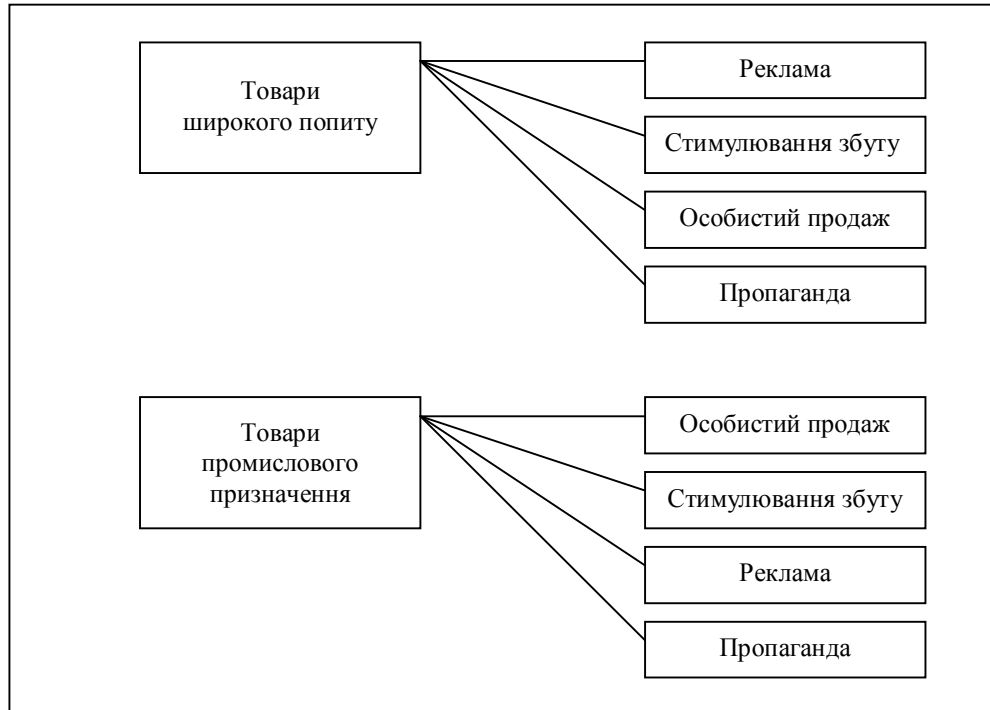 Товари
широкого попиту
Реклама
Стимулювання збуту
Особистий продаж
Пропаганда
Товари
промислового
призначення
Особистий продаж
Стимулювання збуту
Реклама
Пропаганда